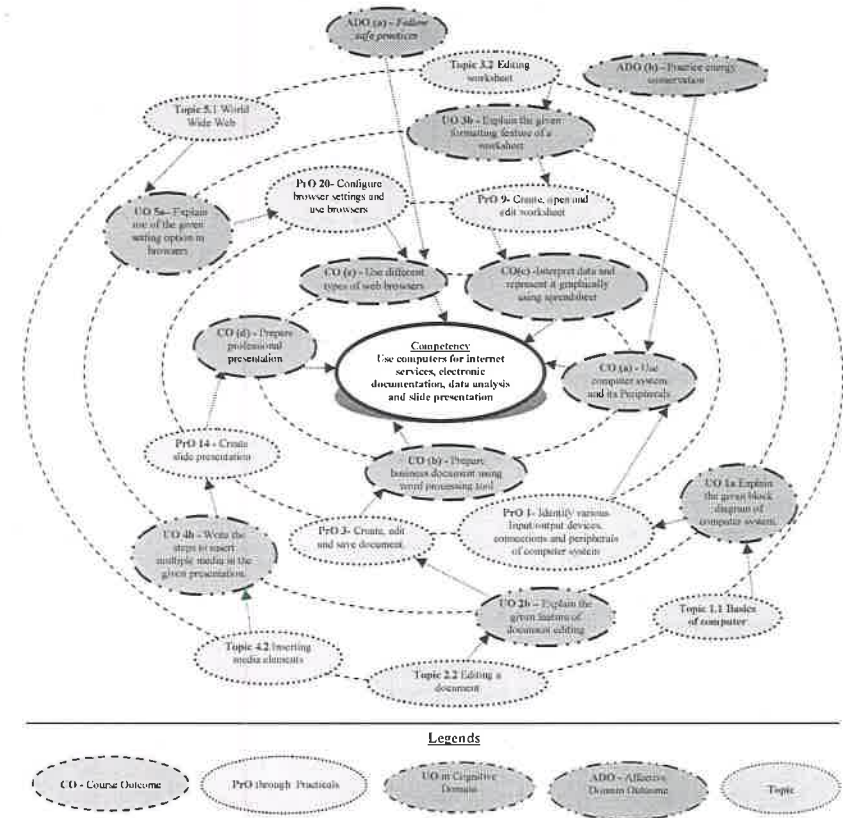 ADO (a) - Follow
safe practices
Topic 3.2 Editing
worksheet
ADO (b) - Practice energy
conservation
Topic 5.1 World
Wide Web
UO 3b - Explain the given
formatting feature of a
worksheet
PrO 20- Configure
browser settings and
use browsers
PrO 9- Create, open and
edit worksheet
UO 5a- Explain
use of the given
setting option in
browsers
CO (e) - Use different
types of web browsers
CO(c) -Interpret data and
represent it graphically
using spreedsheet
CO (d) - Prepare
professional
presentation
Competency
Use computers for internet
services, electronic
documentation, data analysis
and slide presentation
CO (a) - Use
computer system
and its Peripherals
PrO 14 - Create
slide presentation
CO (b) - Prepare
business document using
word processing tool
UO 1a Explain
the given block
diagram of
computer system.
PrO 1- Identify various
Input/output devices,
connections and peripherals
of computer system
PrO 3- Create, edit
and save document.
UO 4b - Write the
steps to insert
multiple media in the
given presentation.
UO 2b - Explain the
given feature of
document editing
Topic 1.1 Basics
of computer
Topic 4.2 Inserting
media elements
Topic 2.2 Editing a
document
Legends
CO - Course Outcome
PrO through Practicals
UO in Cognitive
Domain
ADO - Affective
Domain Outcome
Topic